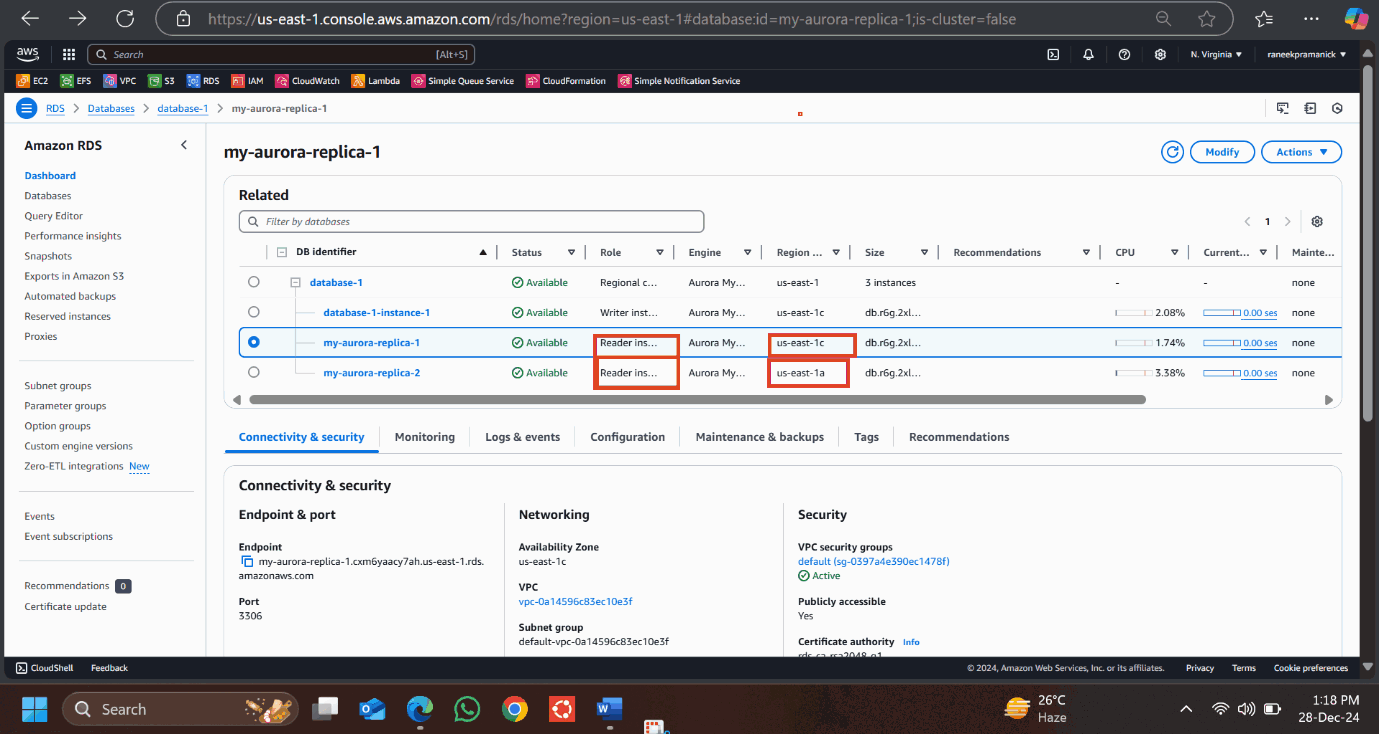 https://us-east-1.console.aws.amazon.com/rds/home?region=us-east-1#database:id=my-aurora-replica-1;is-cluster=false
aws Search [Alt+S] N. Virginia raneekpramanick
EC2 EFS VPC S3 RDS IAM CloudWatch Lambda Simple Queue Service CloudFormation Simple Notification Service
RDS > Databases > database-1 > my-aurora-replica-1
Amazon RDS
Dashboard
Databases
Query Editor
Performance insights
Snapshots
Exports in Amazon S3
Automated backups
Reserved instances
Proxies
Subnet groups
Parameter groups
Option groups
Custom engine versions
Zero-ETL integrations New
Events
Event subscriptions
Recommendations 0
Certificate update
my-aurora-replica-1
Modify Actions
Related
Filter by databases
1
DB identifier Status Role Engine Region ... Size Recommendations CPU Current... Mainte...
database-1 Available Regional c... Aurora My... us-east-1 3 instances - - none
database-1-instance-1 Available Writer inst... Aurora My... us-east-1c db.r6g.2xl... 2.08% 0.00 ses none
my-aurora-replica-1 Available Reader ins... Aurora My... us-east-1c db.r6g.2xl... 1.74% 0.00 ses none
my-aurora-replica-2 Available Reader ins... Aurora My... us-east-1a db.r6g.2xl... 3.38% 0.00 ses none
Connectivity & security Monitoring Logs & events Configuration Maintenance & backups Tags Recommendations
Connectivity & security
Endpoint & port
Endpoint
my-aurora-replica-1.cxm6yaacy7ah.us-east-1.rds.
amazonaws.com
Port
3306
Networking
Availability Zone
us-east-1c
VPC
vpc-0a14596c83ec10e3f
Subnet group
default-vpc-0a14596c83ec10e3f
Security
VPC security groups
default (sg-0397a4e390ec1478f)
Active
Publicly accessible
Yes
Certificate authority Info
rds-ca-rsa2048-g1
CloudShell Feedback © 2024, Amazon Web Services, Inc. or its affiliates. Privacy Terms Cookie preferences
Search
26°C
Haze
1:18 PM
28-Dec-24